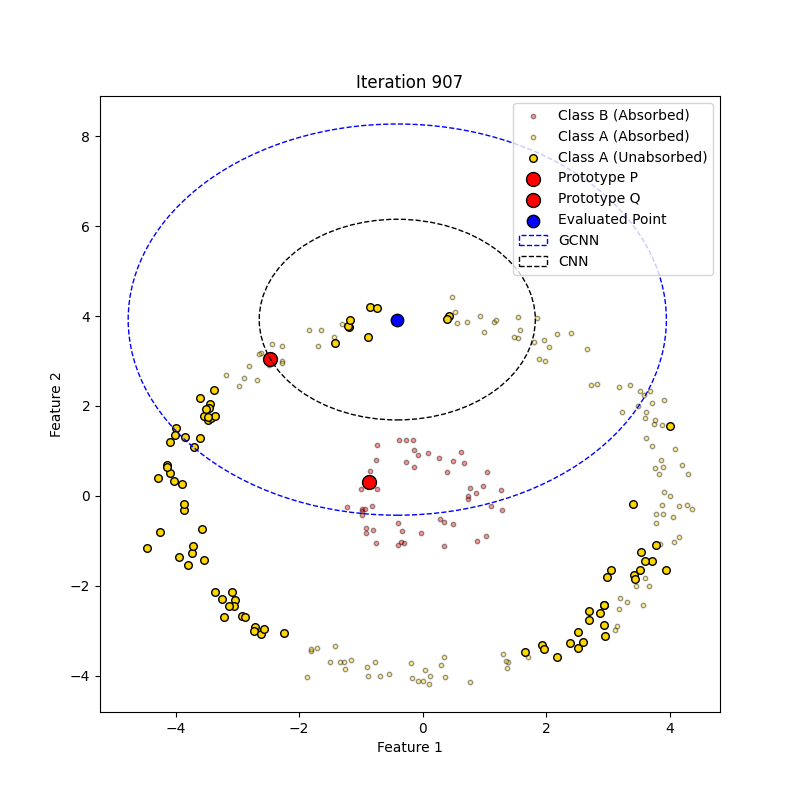 Iteration 907
Class B (Absorbed)
Class A (Absorbed)
Class A (Unabsorbed)
Prototype P
Prototype Q
Evaluated Point
GCNN
CNN
8
6
4
2
0
−2
−4
Feature 2
−4 −2 0 2 4
Feature 1